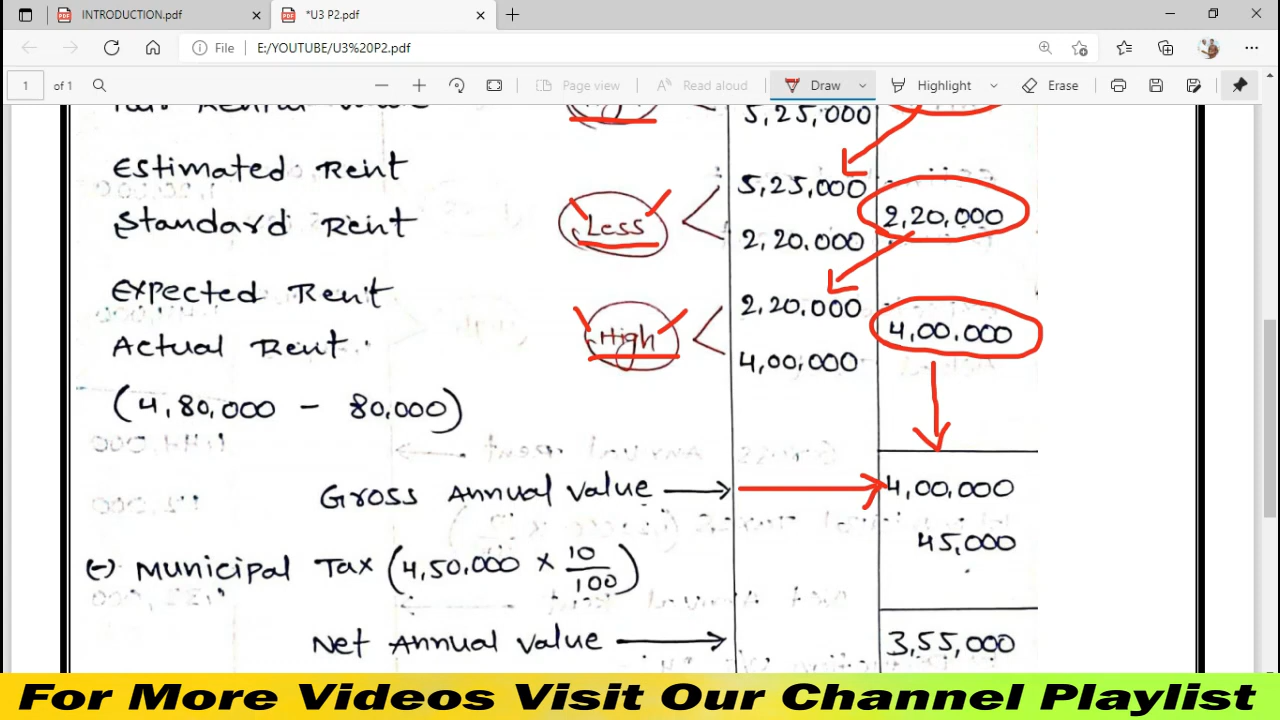 INTRODUCTION.pdf
*U3 P2.pdf
File
E:/YOUTUBE/U3%20P2.pdf
1 of 1
Page view
Read aloud
Draw
Highlight
Erase
5,25,000
Estimated Rent
5,25,000
Standard Rent
Less
2,20,000
2,20,000
Expected Rent
2,20,000
Actual Rent
High
4,00,000
4,00,000
(4,80,000 - 80,000)
Gross Annual Value → 4,00,000
(-) Municipal Tax (4,50,000 × 10/100)
45,000
Net Annual Value → 3,55,000
For More Videos Visit Our Channel Playlist